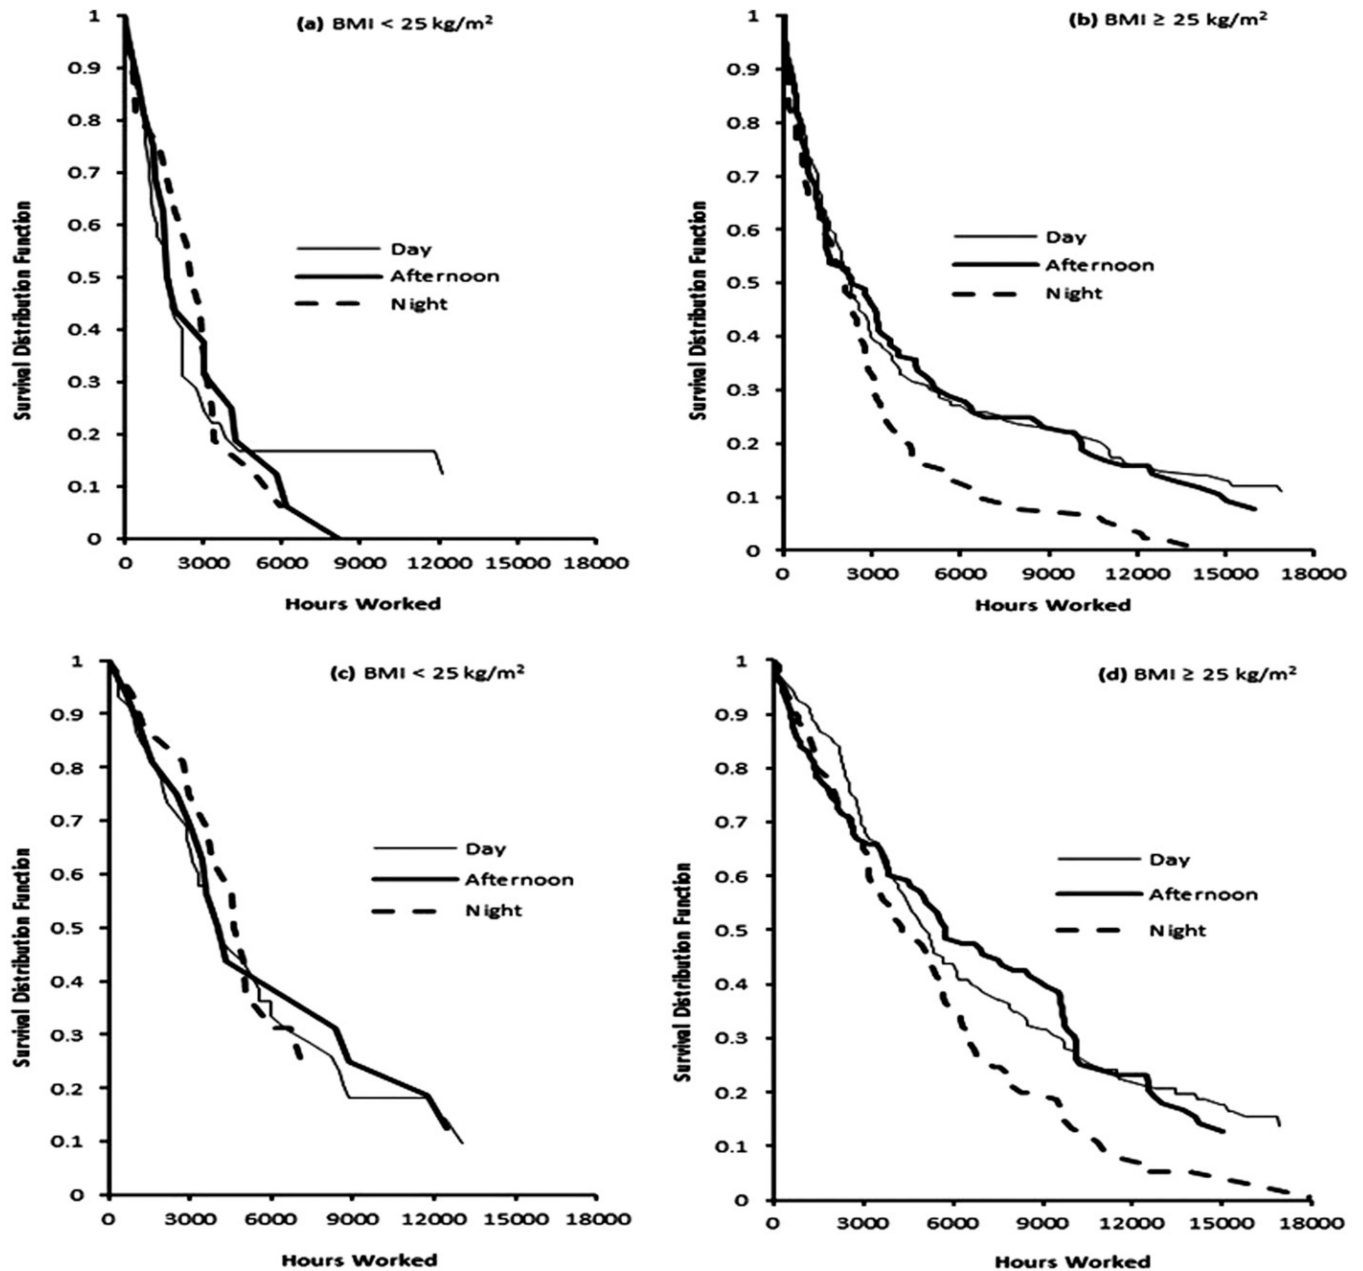 (a) BMI < 25 kg/m²
1
0.9
0.8
0.7
0.6
0.5
0.4
0.3
0.2
0.1
0
Survival Distribution Function
Day
Afternoon
Night
0 3000 6000 9000 12000 15000 18000
Hours Worked
(b) BMI ≥ 25 kg/m²
1
0.9
0.8
0.7
0.6
0.5
0.4
0.3
0.2
0.1
0
Survival Distribution Function
Day
Afternoon
Night
0 3000 6000 9000 12000 15000 18000
Hours Worked
(c) BMI < 25 kg/m²
1
0.9
0.8
0.7
0.6
0.5
0.4
0.3
0.2
0.1
0
Survival Distribution Function
Day
Afternoon
Night
0 3000 6000 9000 12000 15000 18000
Hours Worked
(d) BMI ≥ 25 kg/m²
1
0.9
0.8
0.7
0.6
0.5
0.4
0.3
0.2
0.1
0
Survival Distribution Function
Day
Afternoon
Night
0 3000 6000 9000 12000 15000 18000
Hours Worked